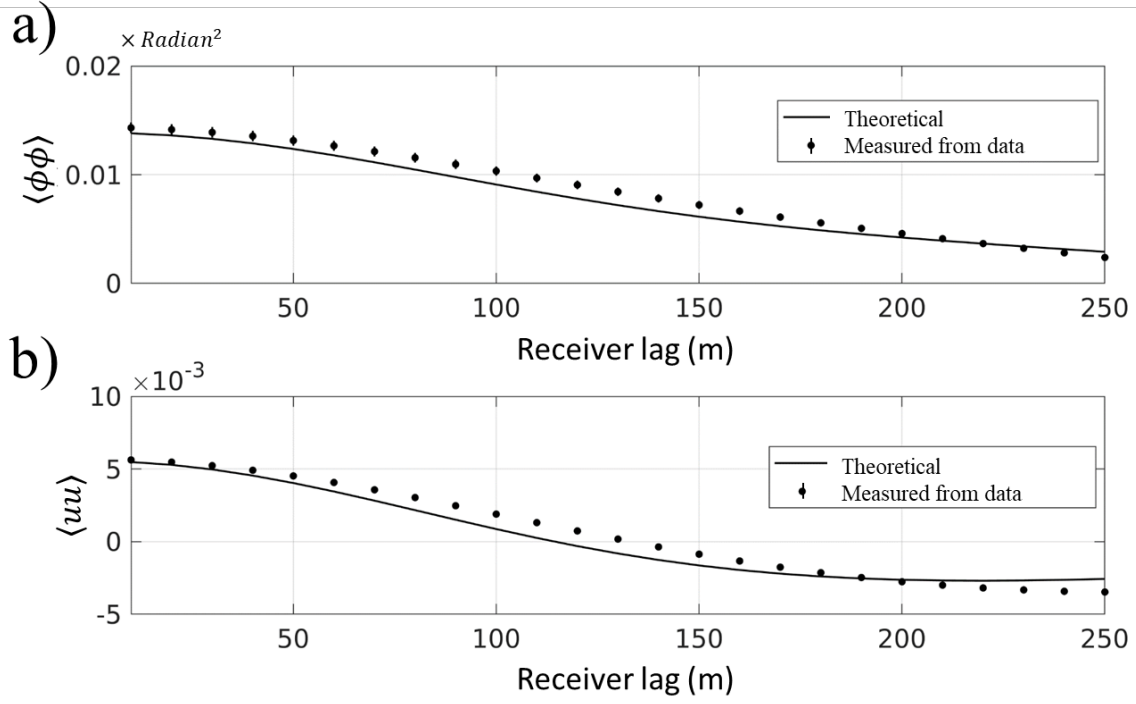 a)
× Radian²
0.02
0.01
0
⟨ϕϕ⟩
Theoretical
Measured from data
50
100
150
200
250
Receiver lag (m)
b)
×10⁻³
10
5
0
-5
⟨uu⟩
Theoretical
Measured from data
50
100
150
200
250
Receiver lag (m)